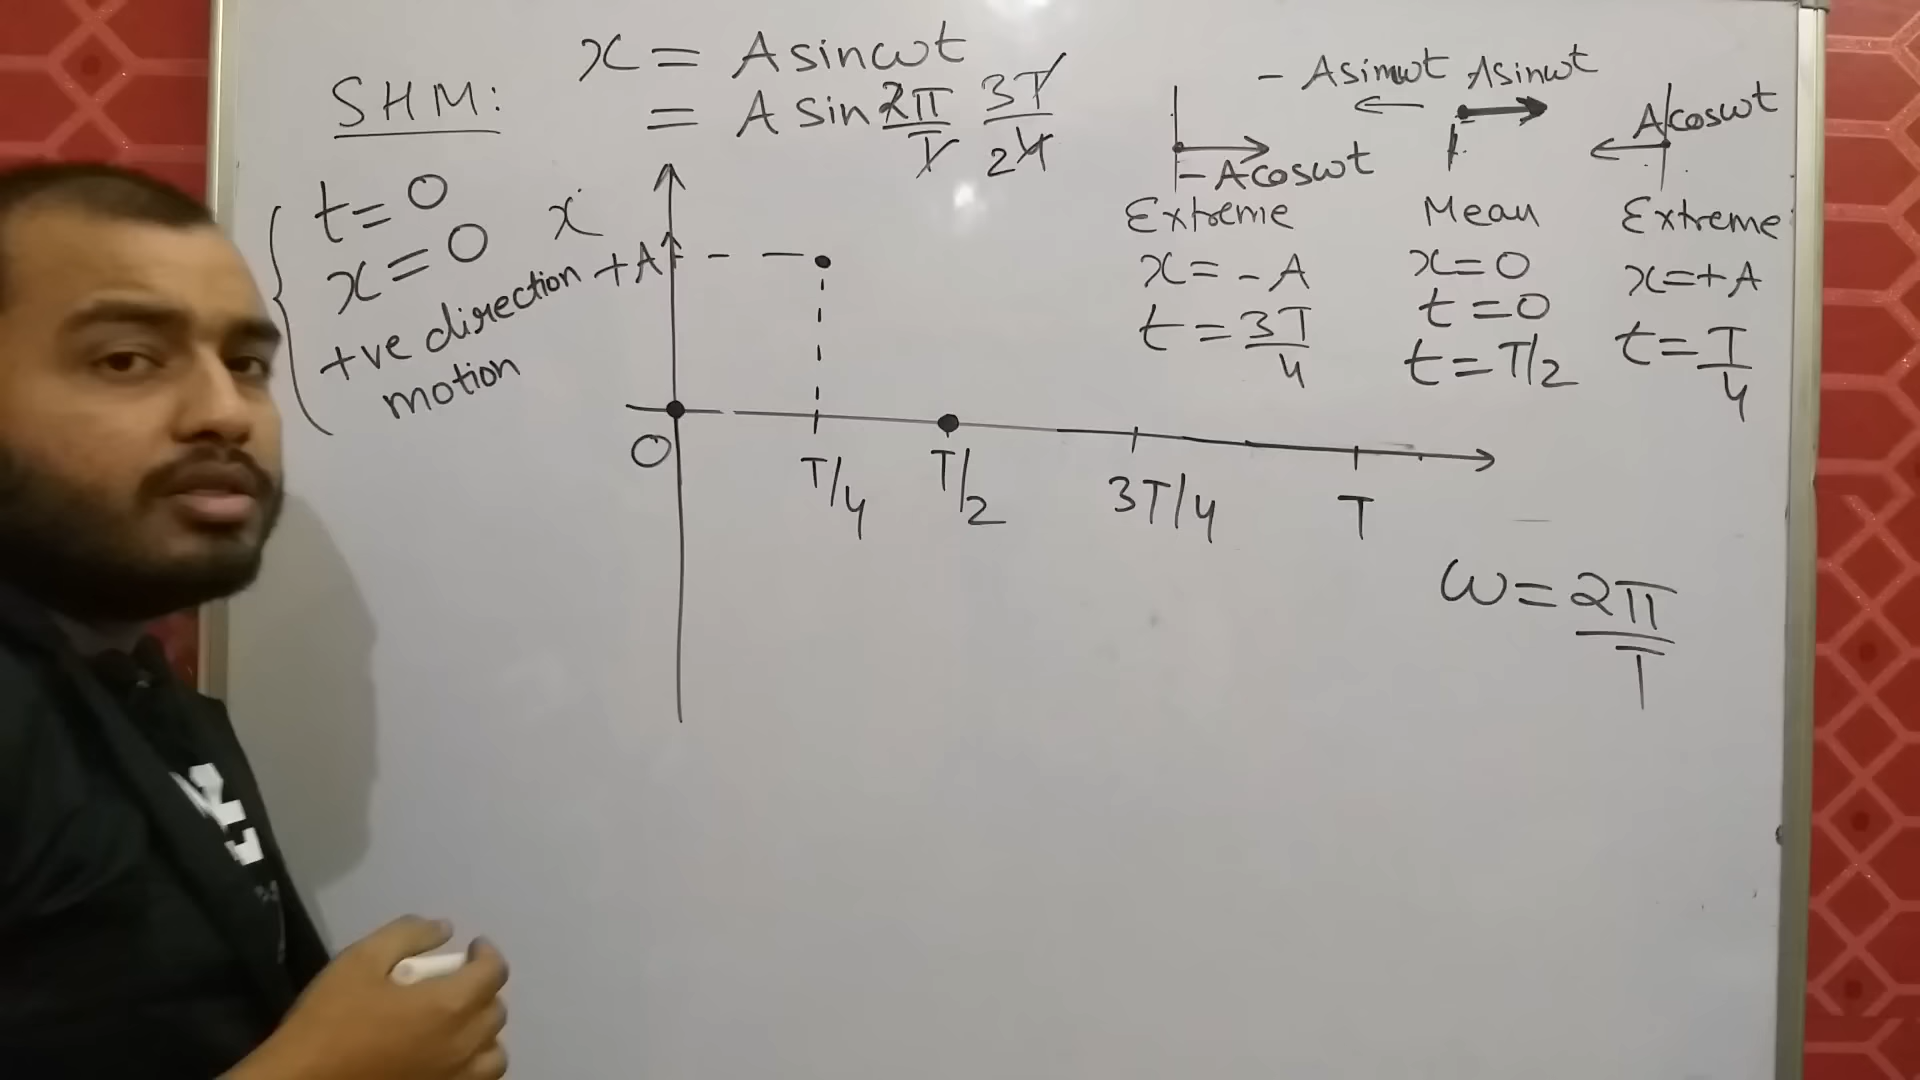 SHM:
x = A sin ωt
= A sin 2π/T 3T/24
t = 0
x = 0
+ve direction
motion
x
+A
O
T/4
T/2
3T/4
T
- A sin ωt
A sin ωt
- A cos ωt
A cos ωt
Extreme
x = - A
t = 3T/4
Mean
x = 0
t = 0
t = T/2
Extreme
x = +A
t = T/4
ω = 2π/T